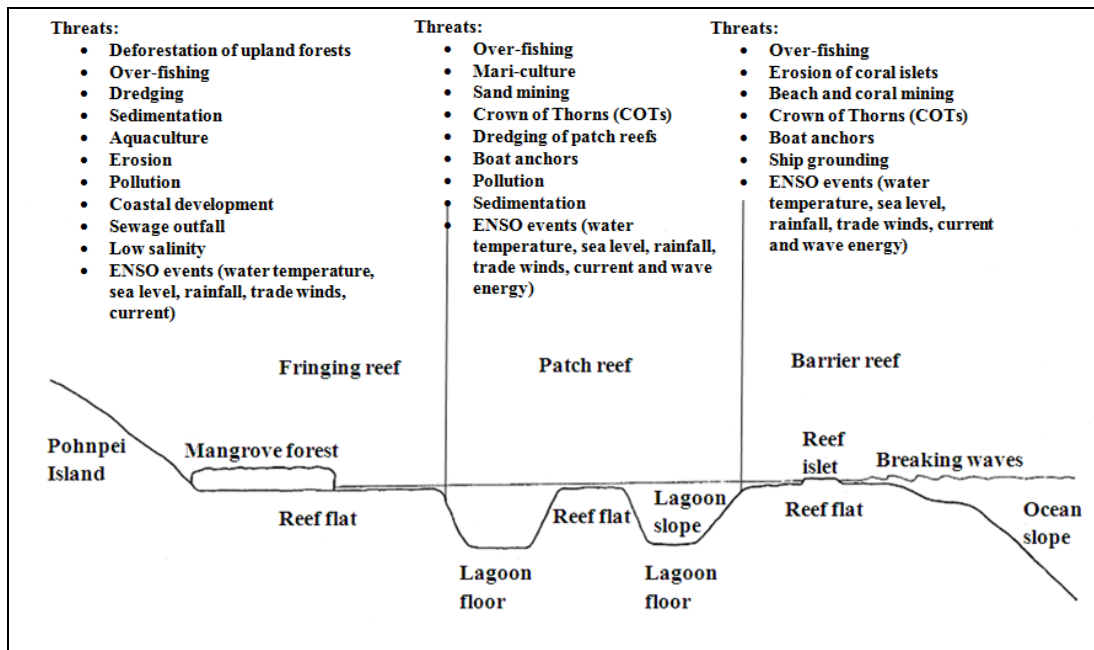 Threats:
• Deforestation of upland forests
• Over-fishing
• Dredging
• Sedimentation
• Aquaculture
• Erosion
• Pollution
• Coastal development
• Sewage outfall
• Low salinity
• ENSO events (water temperature,
sea level, rainfall, trade winds,
current)
Threats:
• Over-fishing
• Mari-culture
• Sand mining
• Crown of Thorns (COTs)
• Dredging of patch reefs
• Boat anchors
• Pollution
• Sedimentation
• ENSO events (water
temperature, sea level, rainfall,
trade winds, current and wave
energy)
Threats:
• Over-fishing
• Erosion of coral islets
• Beach and coral mining
• Crown of Thorns (COTs)
• Boat anchors
• Ship grounding
• ENSO events (water
temperature, sea level,
rainfall, trade winds, current
and wave energy)
Fringing reef
Patch reef
Barrier reef
Pohnpei
Island
Mangrove forest
Reef flat
Lagoon
floor
Reef flat
Lagoon
slope
Lagoon
floor
Reef
islet
Breaking waves
Reef flat
Ocean
slope